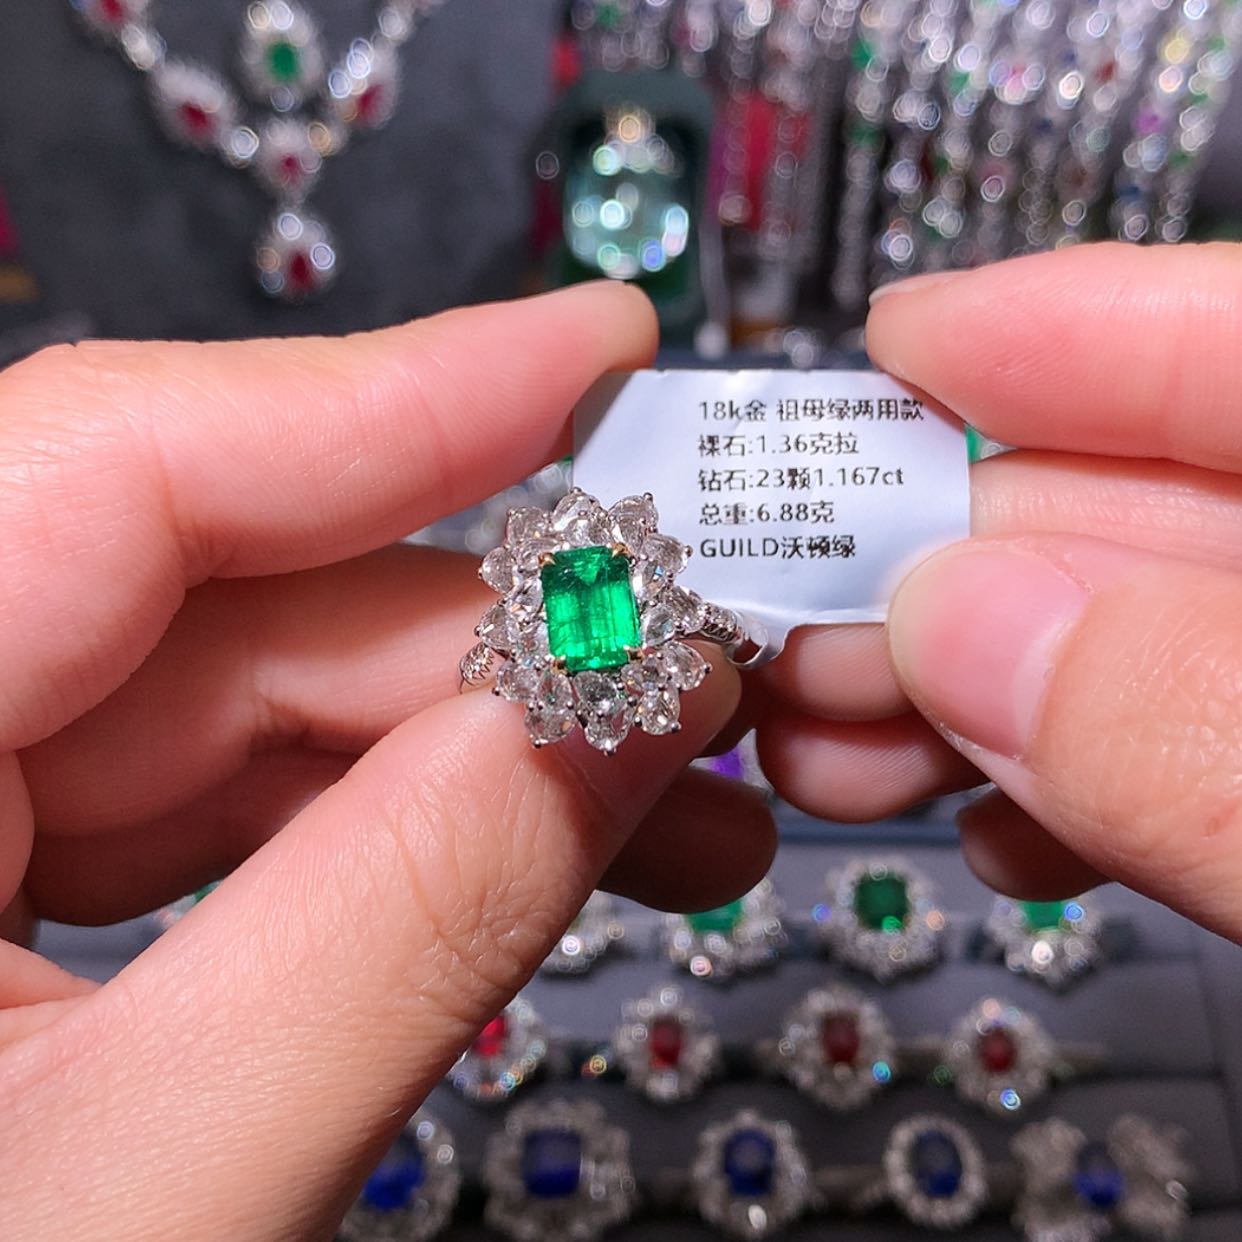 18k金 祖母绿两用款
裸石:1.36克拉
钻石:23颗1.167ct
总重:6.88克
GUILD沃顿绿